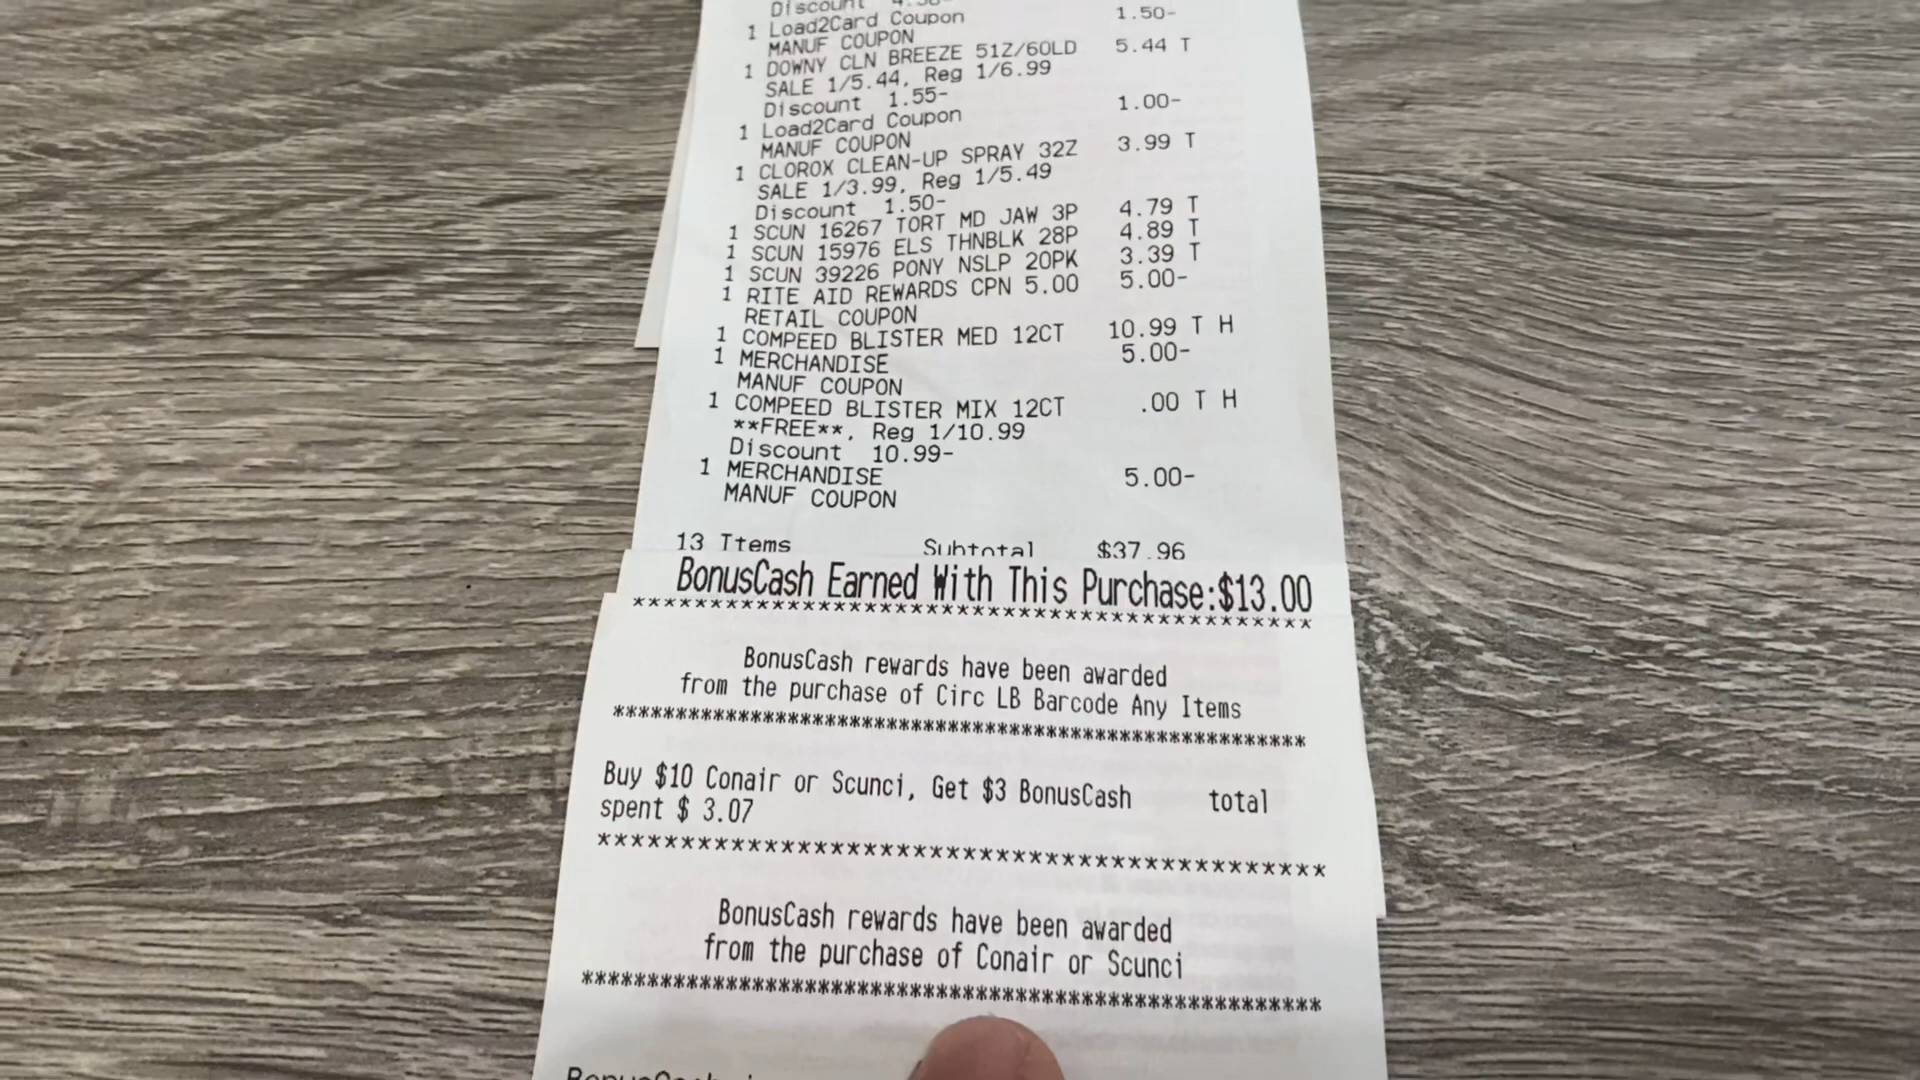 Discount 4.50-
1 Load2Card Coupon 1.50-
MANUF COUPON
1 DOWNY CLN BREEZE 51Z/60LD 5.44 T
SALE 1/5.44, Reg 1/6.99
Discount 1.55-
1 Load2Card Coupon 1.00-
MANUF COUPON
1 CLOROX CLEAN-UP SPRAY 32Z 3.99 T
SALE 1/3.99, Reg 1/5.49
Discount 1.50-
1 SCUN 16267 TORT MD JAW 3P 4.79 T
1 SCUN 15976 ELS THNBLK 28P 4.89 T
1 SCUN 39226 PONY NSLP 20PK 3.39 T
1 RITE AID REWARDS CPN 5.00 5.00-
RETAIL COUPON
1 COMPEED BLISTER MED 12CT 10.99 T H
1 MERCHANDISE 5.00-
MANUF COUPON
1 COMPEED BLISTER MIX 12CT .00 T H
**FREE**, Reg 1/10.99
Discount 10.99-
1 MERCHANDISE 5.00-
MANUF COUPON
13 Items Subtotal $37.96
BonusCash Earned With This Purchase:$13.00
******************************************
BonusCash rewards have been awarded
from the purchase of Circ LB Barcode Any Items
******************************************************
Buy $10 Conair or Scunci, Get $3 BonusCash total
spent $ 3.07
******************************************
BonusCash rewards have been awarded
from the purchase of Conair or Scunci
******************************************************
BonusCash